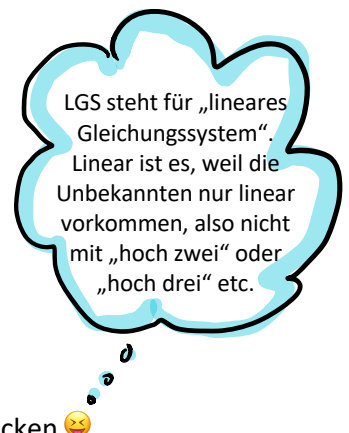 LGS steht für „lineares
Gleichungssystem“.
Linear ist es, weil die
Unbekannten nur linear
vorkommen, also nicht
mit „hoch zwei“ oder
„hoch drei“ etc.
cken 😝